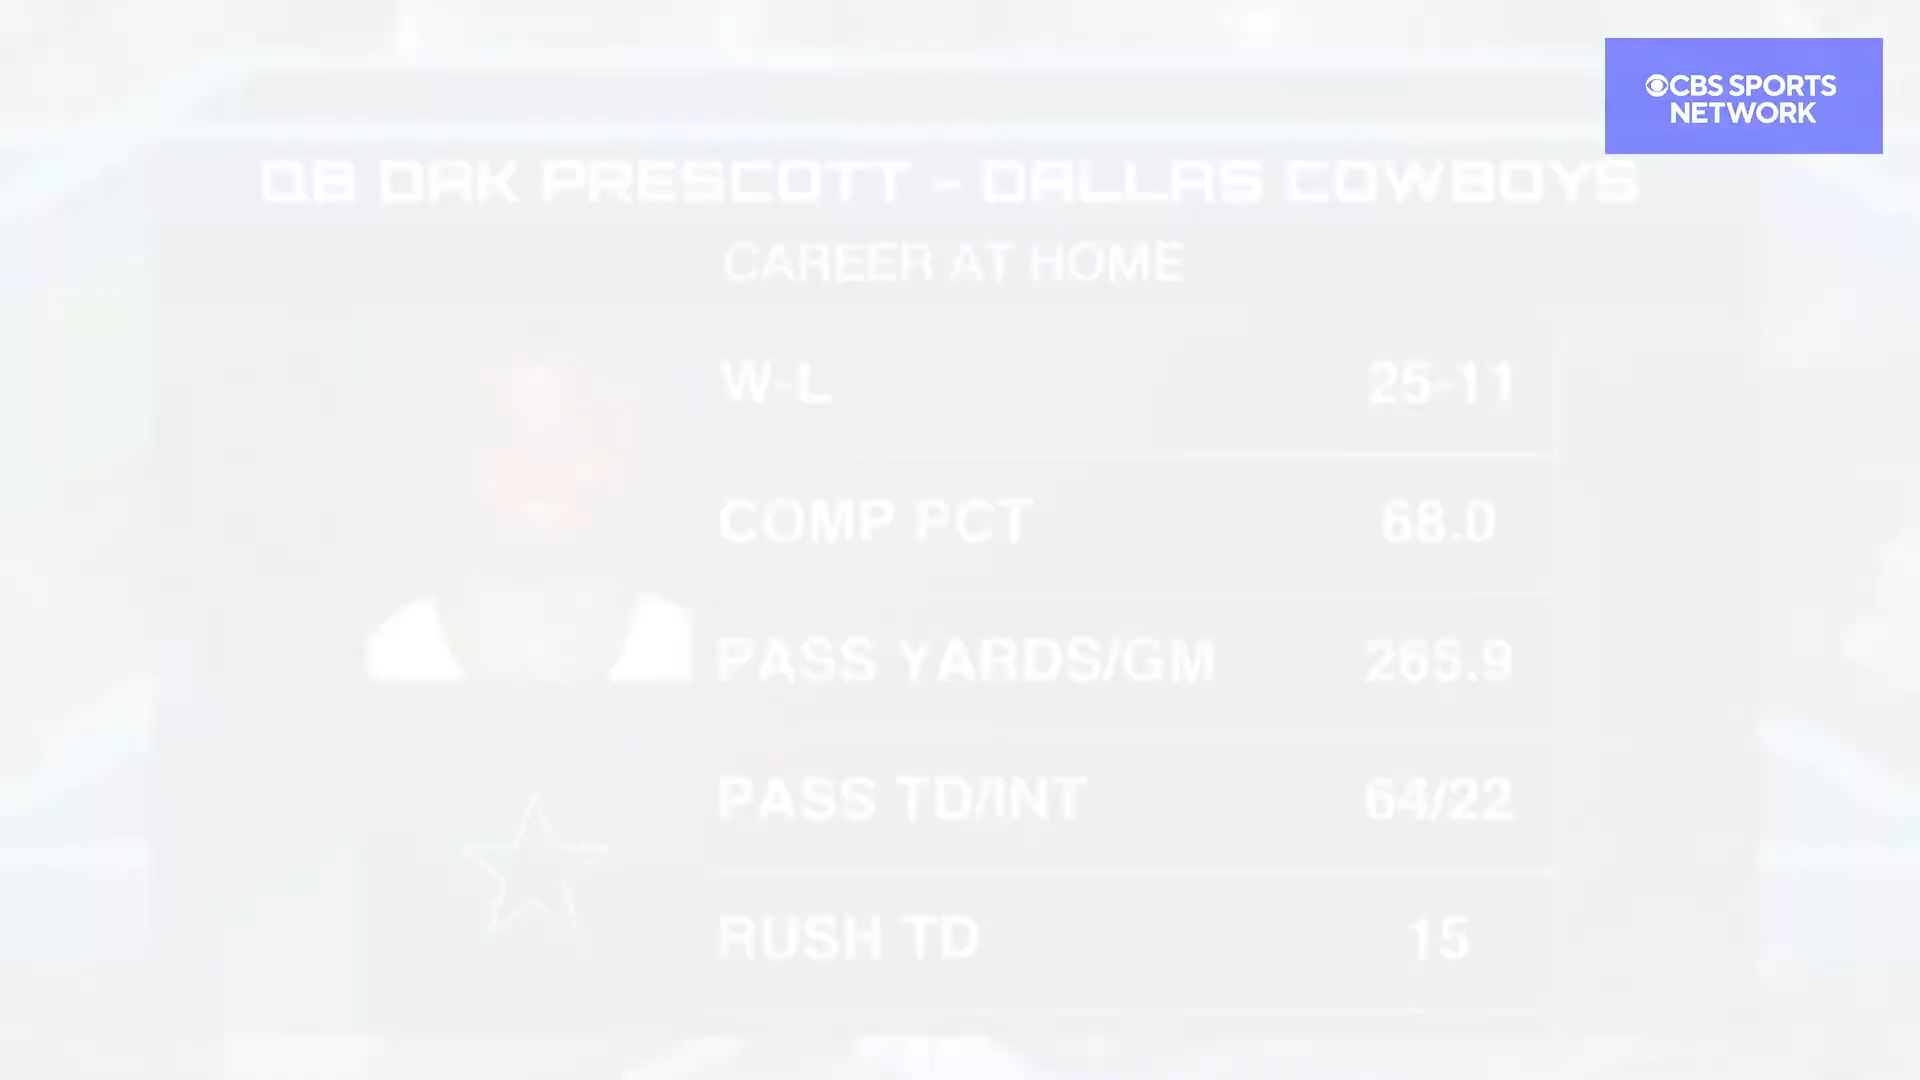 CBS SPORTS
NETWORK
QB DAK PRESCOTT - DALLAS COWBOYS
CAREER AT HOME
W-L 25-11
COMP PCT 68.0
PASS YARDS/GM 265.9
PASS TD/INT 64/22
RUSH TD 15